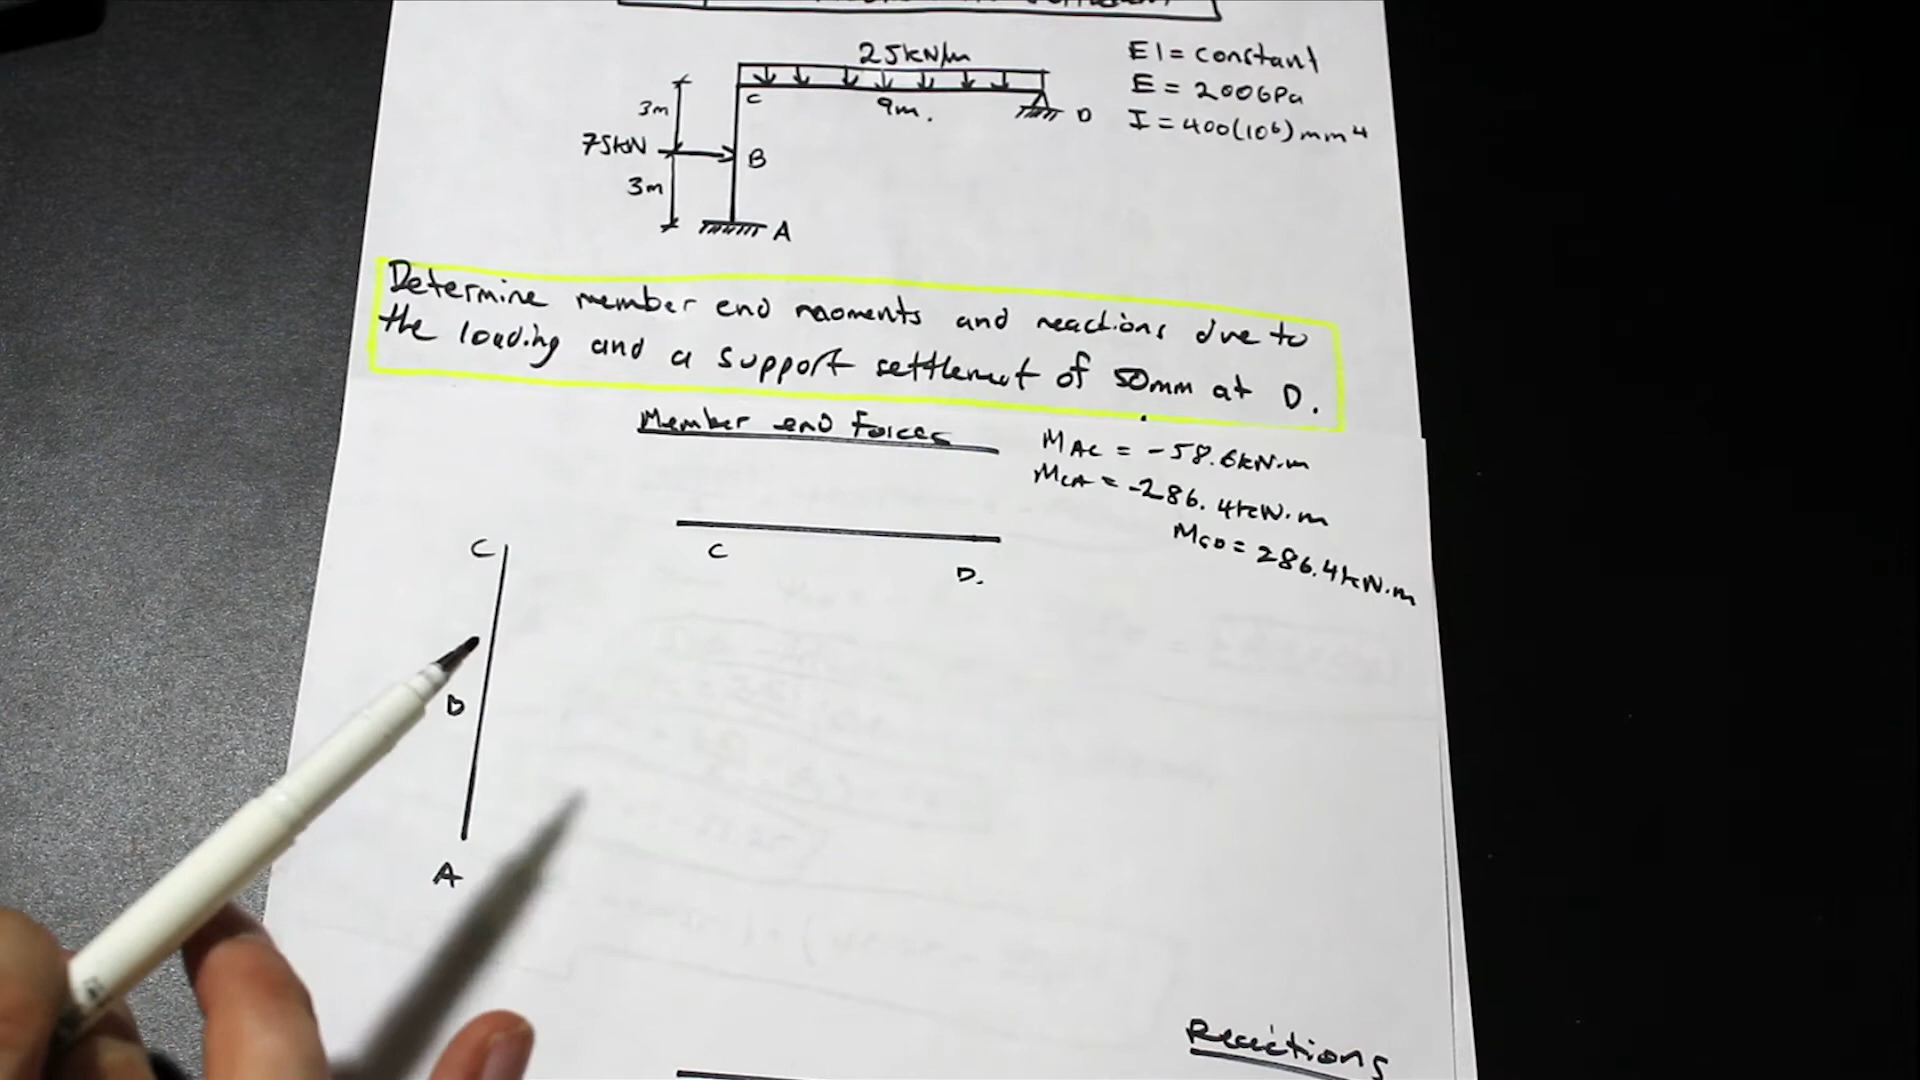 25kN/m
EI = constant
E = 200GPa
I = 400(10⁶)mm⁴
3m
C
9m.
D
75kN
B
3m
A
Determine member end moments and reactions due to
the loading and a support settlement of 50mm at D.
Member end Forces
MAC = -58.6kN.m
MCA = -286.4kN.m
MCD = 286.4kN.m
C
C
D.
B
A
Reactions